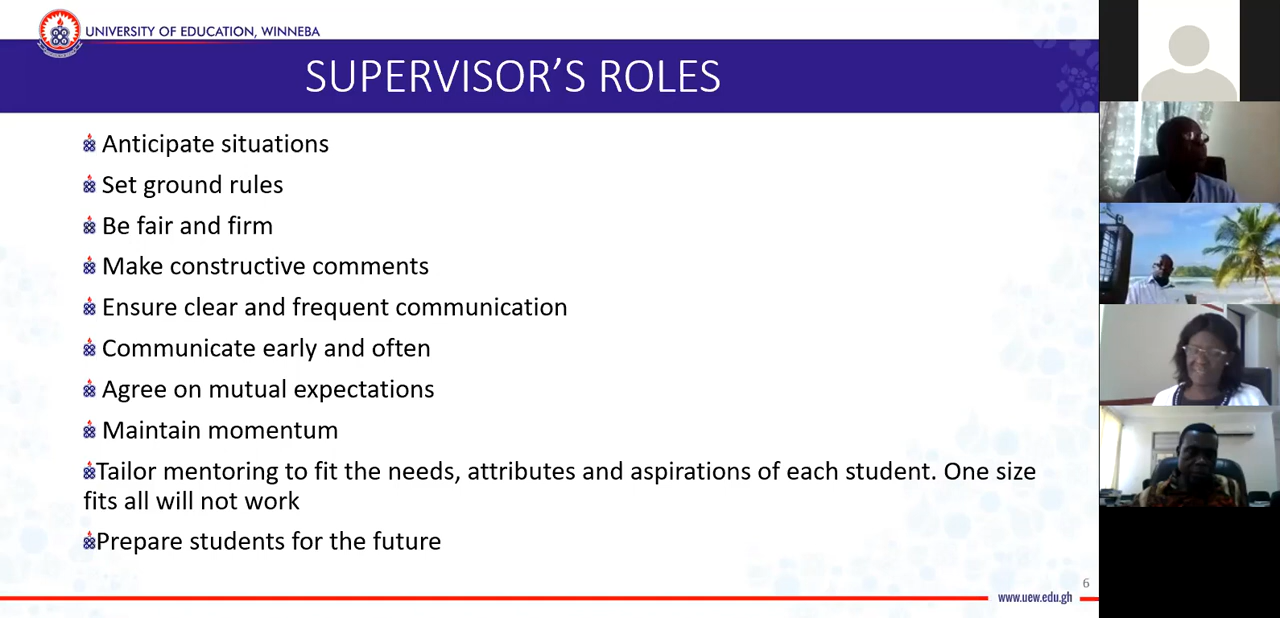 UNIVERSITY OF EDUCATION, WINNEBA
SUPERVISOR'S ROLES
Anticipate situations
Set ground rules
Be fair and firm
Make constructive comments
Ensure clear and frequent communication
Communicate early and often
Agree on mutual expectations
Maintain momentum
Tailor mentoring to fit the needs, attributes and aspirations of each student. One size
fits all will not work
Prepare students for the future
6
www.uew.edu.gh